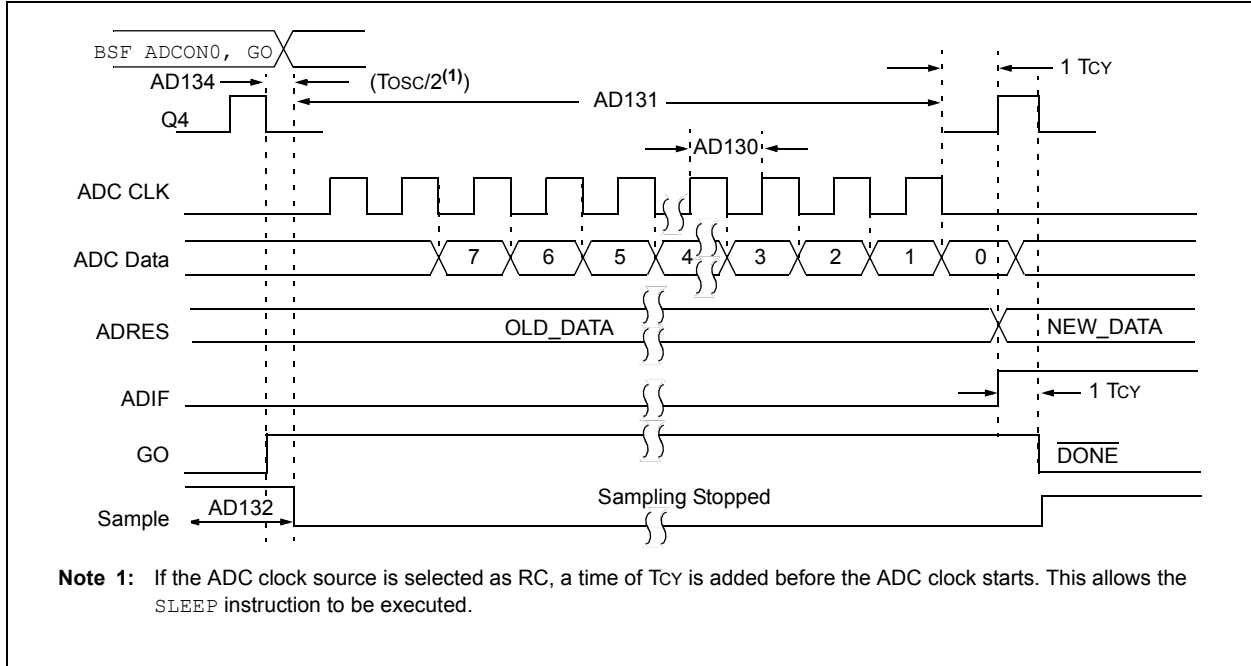 BSF ADCON0, GO
AD134 (TOSC/2(1)) 1 TCY
AD131
Q4
AD130
ADC CLK
ADC Data 7 6 5 4 3 2 1 0
ADRES OLD_DATA NEW_DATA
ADIF 1 TCY
GO DONE
Sampling Stopped
AD132
Sample
Note 1: If the ADC clock source is selected as RC, a time of TCY is added before the ADC clock starts. This allows the
SLEEP instruction to be executed.